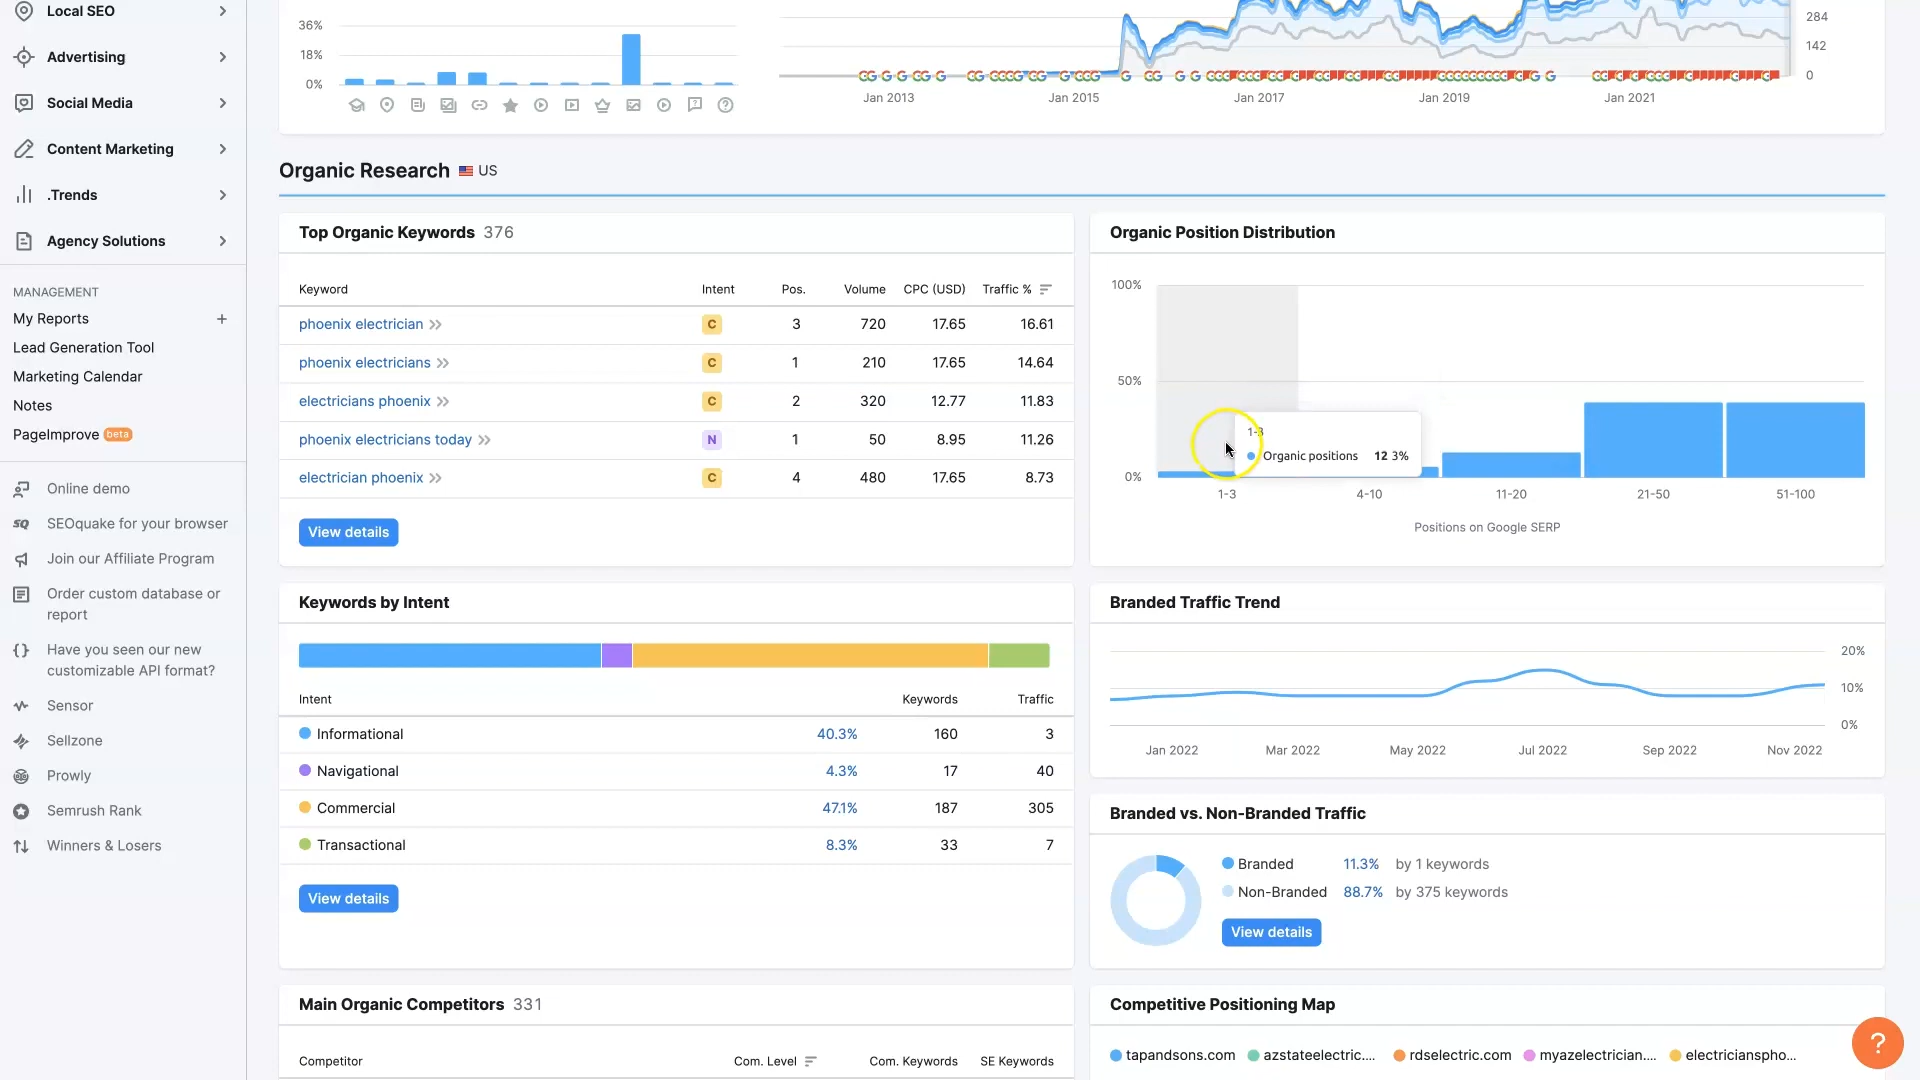 Local SEO
Advertising
Social Media
Content Marketing
.Trends
Agency Solutions
MANAGEMENT
My Reports +
Lead Generation Tool
Marketing Calendar
Notes
PageImprove beta
Online demo
SEOquake for your browser
Join our Affiliate Program
Order custom database or
report
Have you seen our new
customizable API format?
Sensor
Sellzone
Prowly
Semrush Rank
Winners & Losers
36%
18%
0%
284
142
0
Jan 2013 Jan 2015 Jan 2017 Jan 2019 Jan 2021
Organic Research US
Top Organic Keywords 376
Keyword Intent Pos. Volume CPC (USD) Traffic %
phoenix electrician C 3 720 17.65 16.61
phoenix electricians C 1 210 17.65 14.64
electricians phoenix C 2 320 12.77 11.83
phoenix electricians today N 1 50 8.95 11.26
electrician phoenix C 4 480 17.65 8.73
View details
Organic Position Distribution
100%
50%
0%
1-3
Organic positions 12 3%
1-3 4-10 11-20 21-50 51-100
Positions on Google SERP
Keywords by Intent
Intent Keywords Traffic
Informational 40.3% 160 3
Navigational 4.3% 17 40
Commercial 47.1% 187 305
Transactional 8.3% 33 7
View details
Branded Traffic Trend
20%
10%
0%
Jan 2022 Mar 2022 May 2022 Jul 2022 Sep 2022 Nov 2022
Branded vs. Non-Branded Traffic
Branded 11.3% by 1 keywords
Non-Branded 88.7% by 375 keywords
View details
Main Organic Competitors 331
Competitor Com. Level Com. Keywords SE Keywords
Competitive Positioning Map
tapandsons.com azstateelectric.... rdselectric.com myazelectrician.... electricianspho...
?